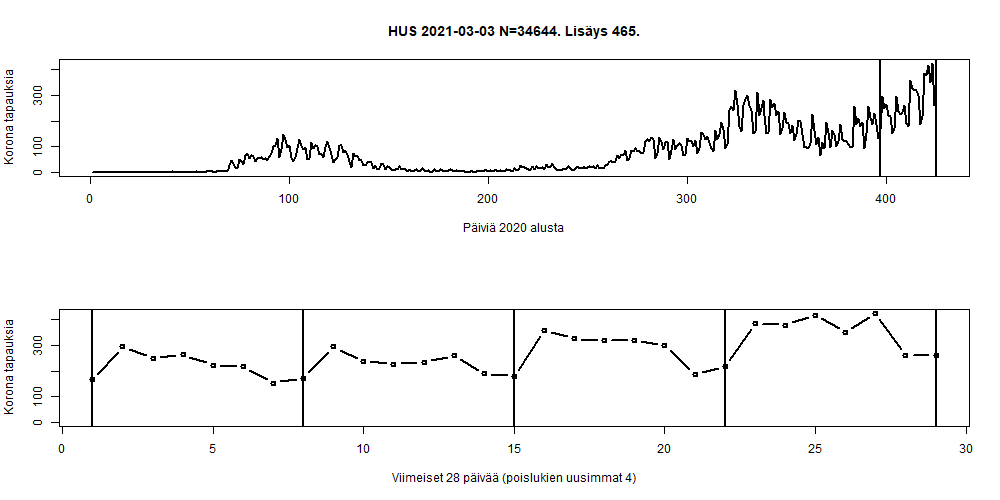 HUS 2021-03-03 N=34644. Lisäys 465.
Korona tapauksia
0 100 300
0 100 200 300 400
Päiviä 2020 alusta
Korona tapauksia
0 100 300
0 5 10 15 20 25 30
Viimeiset 28 päivää (poislukien uusimmat 4)